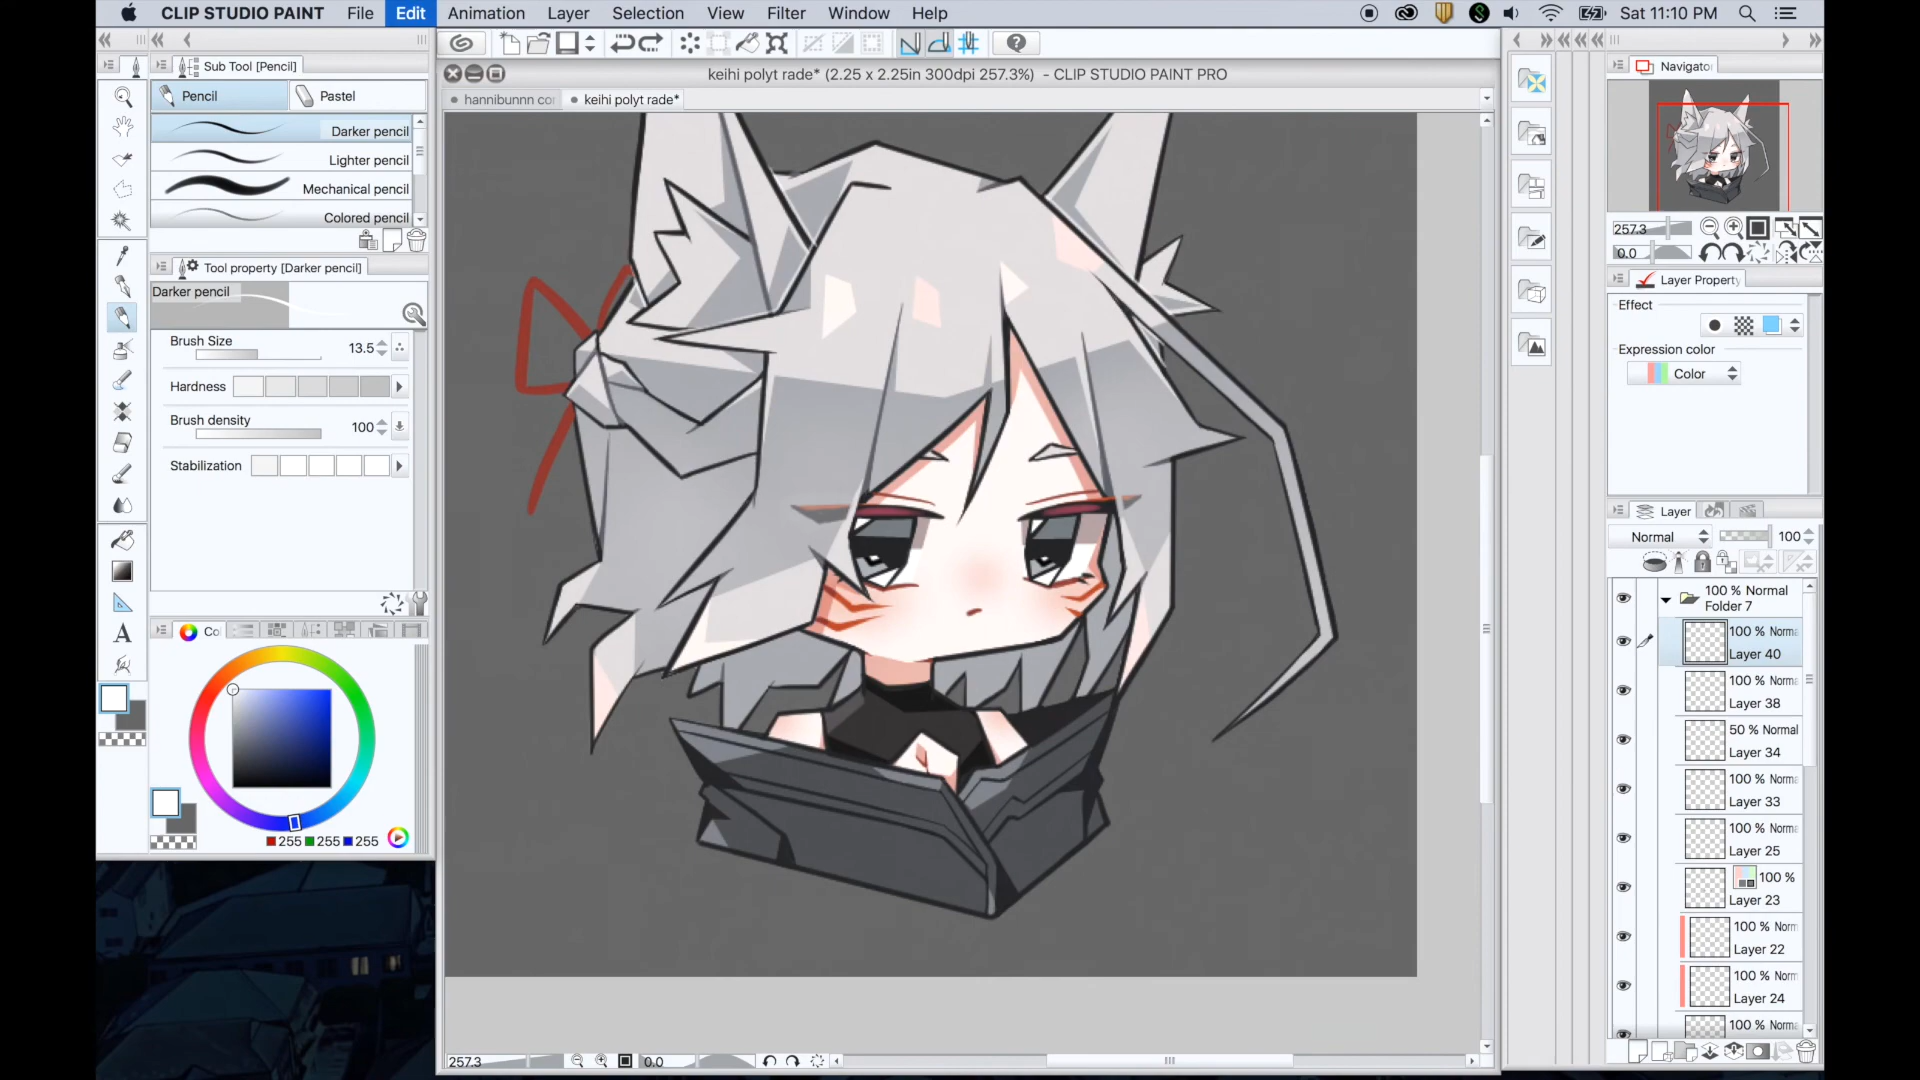 CLIP STUDIO PAINT File Edit Animation Layer Selection View Filter Window Help Sat 11:10 PM
Sub Tool [Pencil]
Pencil Pastel
Darker pencil
Lighter pencil
Mechanical pencil
Colored pencil
Tool property [Darker pencil]
Darker pencil
Brush Size 13.5
Hardness
Brush density 100
Stabilization
Co
255 255 255
keihi polyt rade* (2.25 x 2.25in 300dpi 257.3%) - CLIP STUDIO PAINT PRO
hannibunnn co keihi polyt rade*
257.3 0.0
Navigator
257.3
0.0
Layer Property
Effect
Expression color
Color
Layer
Normal 100
100 % Normal
Folder 7
100 % Norma
Layer 40
100 % Norma
Layer 38
50 % Normal
Layer 34
100 % Norma
Layer 33
100 % Norma
Layer 25
100 %
Layer 23
100 % Norm
Layer 22
100 % Norm
Layer 24
100 % Norma